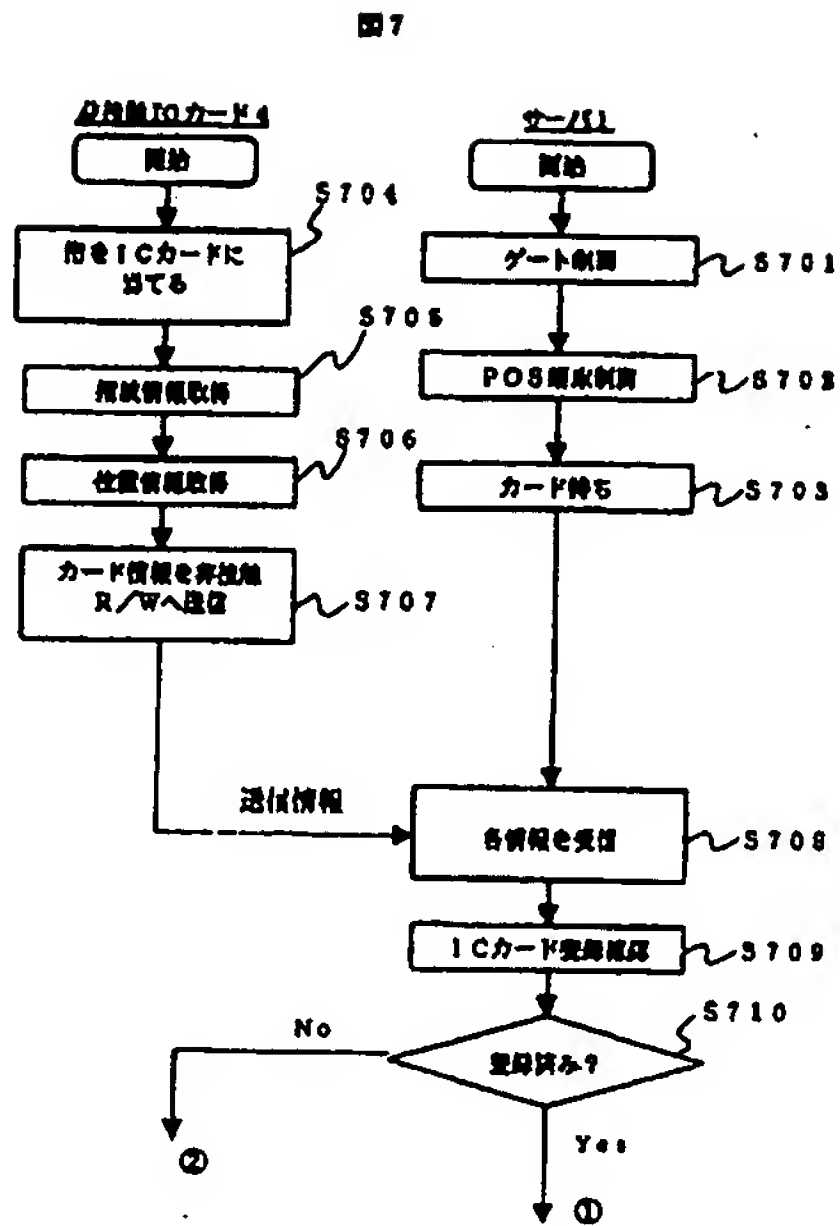 図7
非接触ICカード4
開始
S704
指をICカードに
当てる
S705
指紋情報取得
S706
位置情報取得
カード情報を非接触
R/Wへ送信
S707
送信情報
サーバ1
開始
ゲート制御
S701
POS端末制御
S702
カード待ち
S703
各情報を受信
S708
ICカード登録確認
S709
S710
登録済み?
No
②
Yes
①